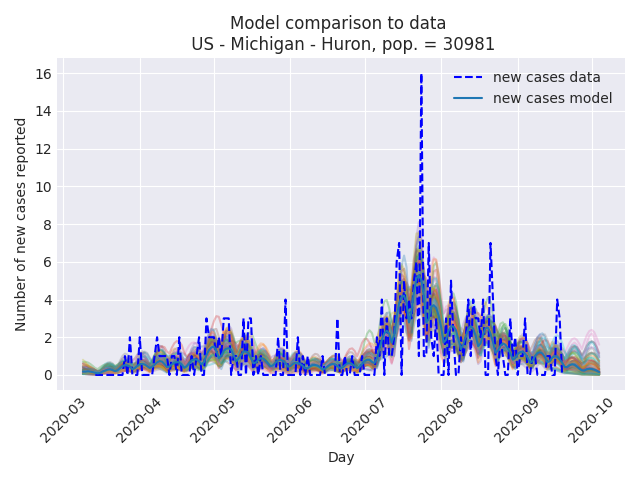 Model comparison to data
US - Michigan - Huron, pop. = 30981
new cases data
new cases model
Number of new cases reported
16
14
12
10
8
6
4
2
0
2020-03
2020-04
2020-05
2020-06
2020-07
2020-08
2020-09
2020-10
Day